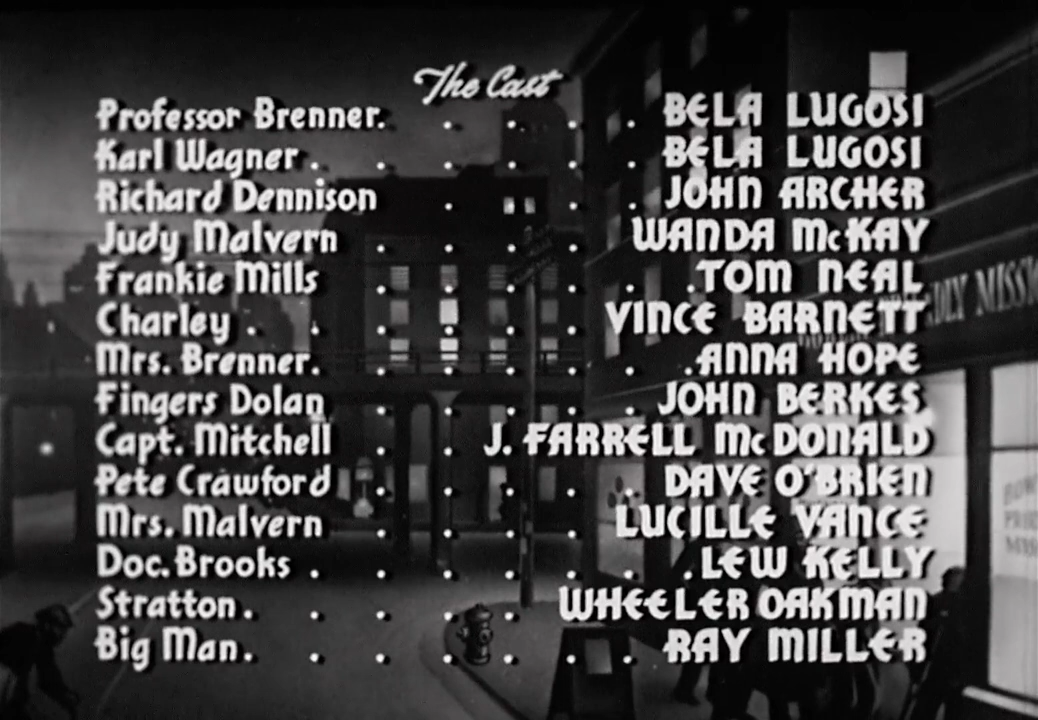 The Cast
Professor Brenner. . . . . BELA LUGOSI
Karl Wagner . . . . . . BELA LUGOSI
Richard Dennison . . . . JOHN ARCHER
Judy Malvern . . . . WANDA McKAY
Frankie Mills . . . . . .TOM NEAL
Charley . . . . . . VINCE BARNETT
Mrs. Brenner. . . . . . .ANNA HOPE
Fingers Dolan . . . . . JOHN BERKES
Capt. Mitchell . . J. FARRELL McDONALD
Pete Crawford . . . . . DAVE O'BRIEN
Mrs. Malvern . . . . LUCILLE VANCE
Doc. Brooks . . . . . . .LEW KELLY
Stratton. . . . . WHEELER OAKMAN
Big Man. . . . . . . RAY MILLER